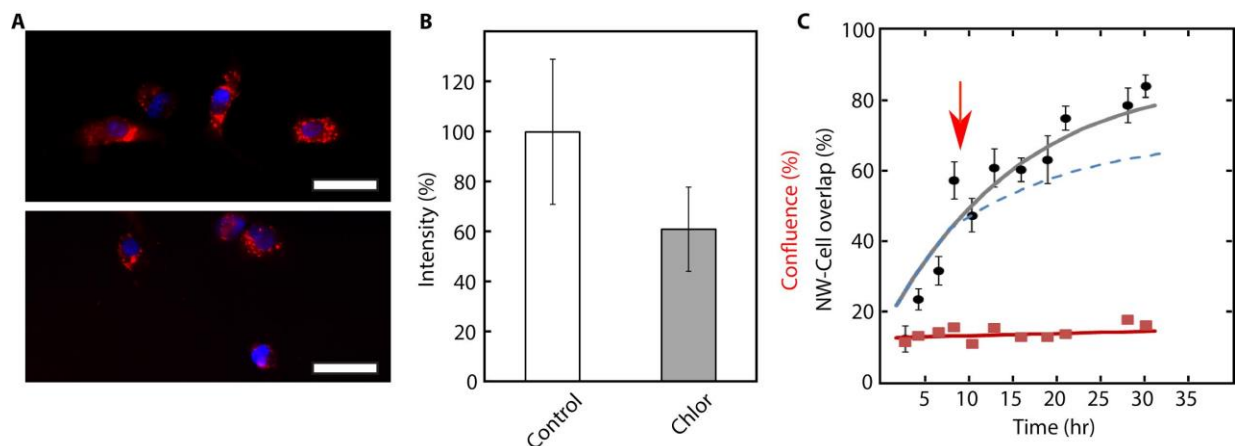 A
B
C
Intensity (%)
120
100
80
60
40
20
0
Control
Chlor
Confluence (%)
NW-Cell overlap (%)
100
80
60
40
20
0
5 10 15 20 25 30 35
Time (hr)